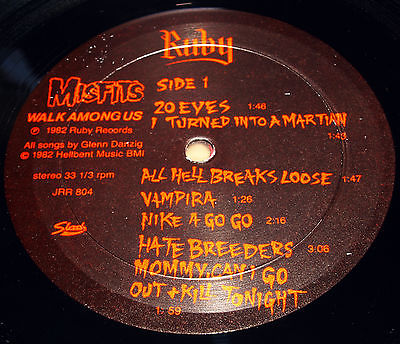 Ruby
MISFITS
WALK AMONG US
℗ 1982 Ruby Records
All songs by Glenn Danzig
© 1982 Hellbent Music BMI
stereo 33 1/3 rpm
JRR 804
Slash
SIDE 1
20 EYES 1:46
I TURNED INTO A MARTIAN
1:43
ALL HELL BREAKS LOOSE 1:47
VAMPIRA 1:26
NIKE A GO GO 2:16
HATE BREEDERS 3:06
MOMMY, CAN I GO
OUT + KILL TONIGHT
1:59